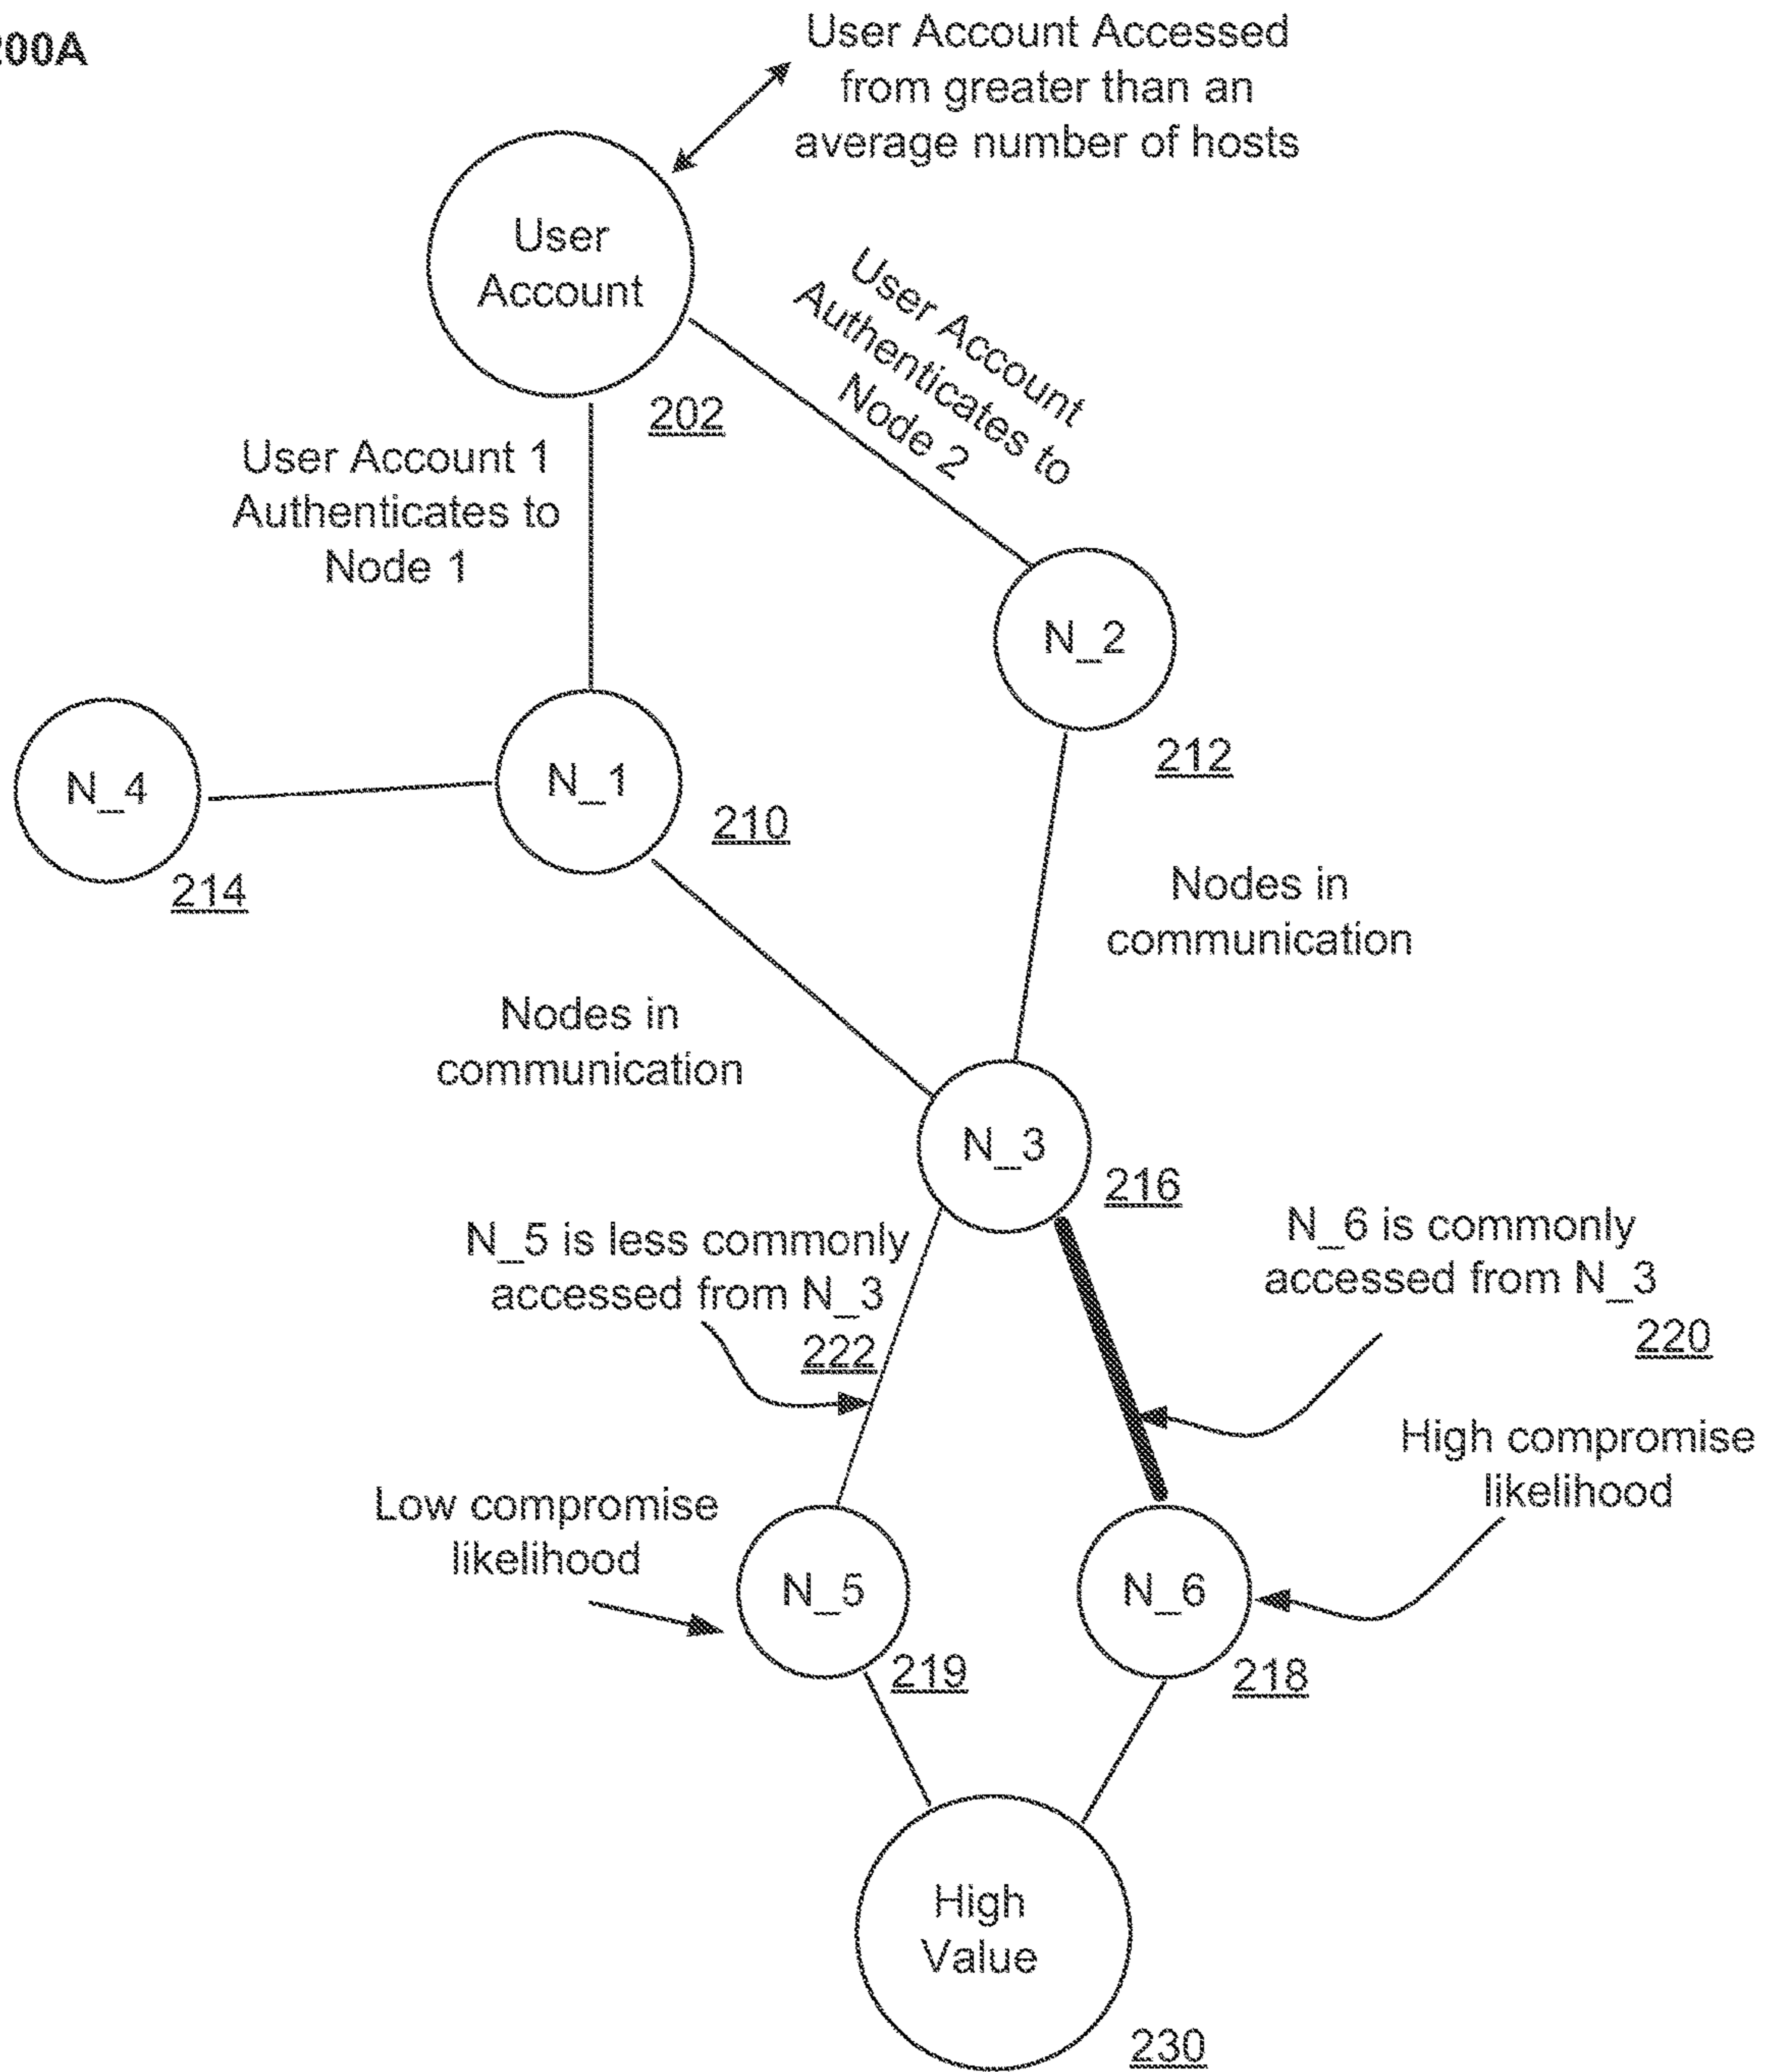 200A
User Account Accessed
from greater than an
average number of hosts
User
Account
202
User Account
Authenticates to
Node 2
User Account 1
Authenticates to
Node 1
N_2
212
N_4
214
N_1
210
Nodes in
communication
Nodes in
communication
N_3
216
N_5 is less commonly
accessed from N_3
222
N_6 is commonly
accessed from N_3
220
High compromise
likelihood
Low compromise
likelihood
N_5
219
N_6
218
High
Value
230